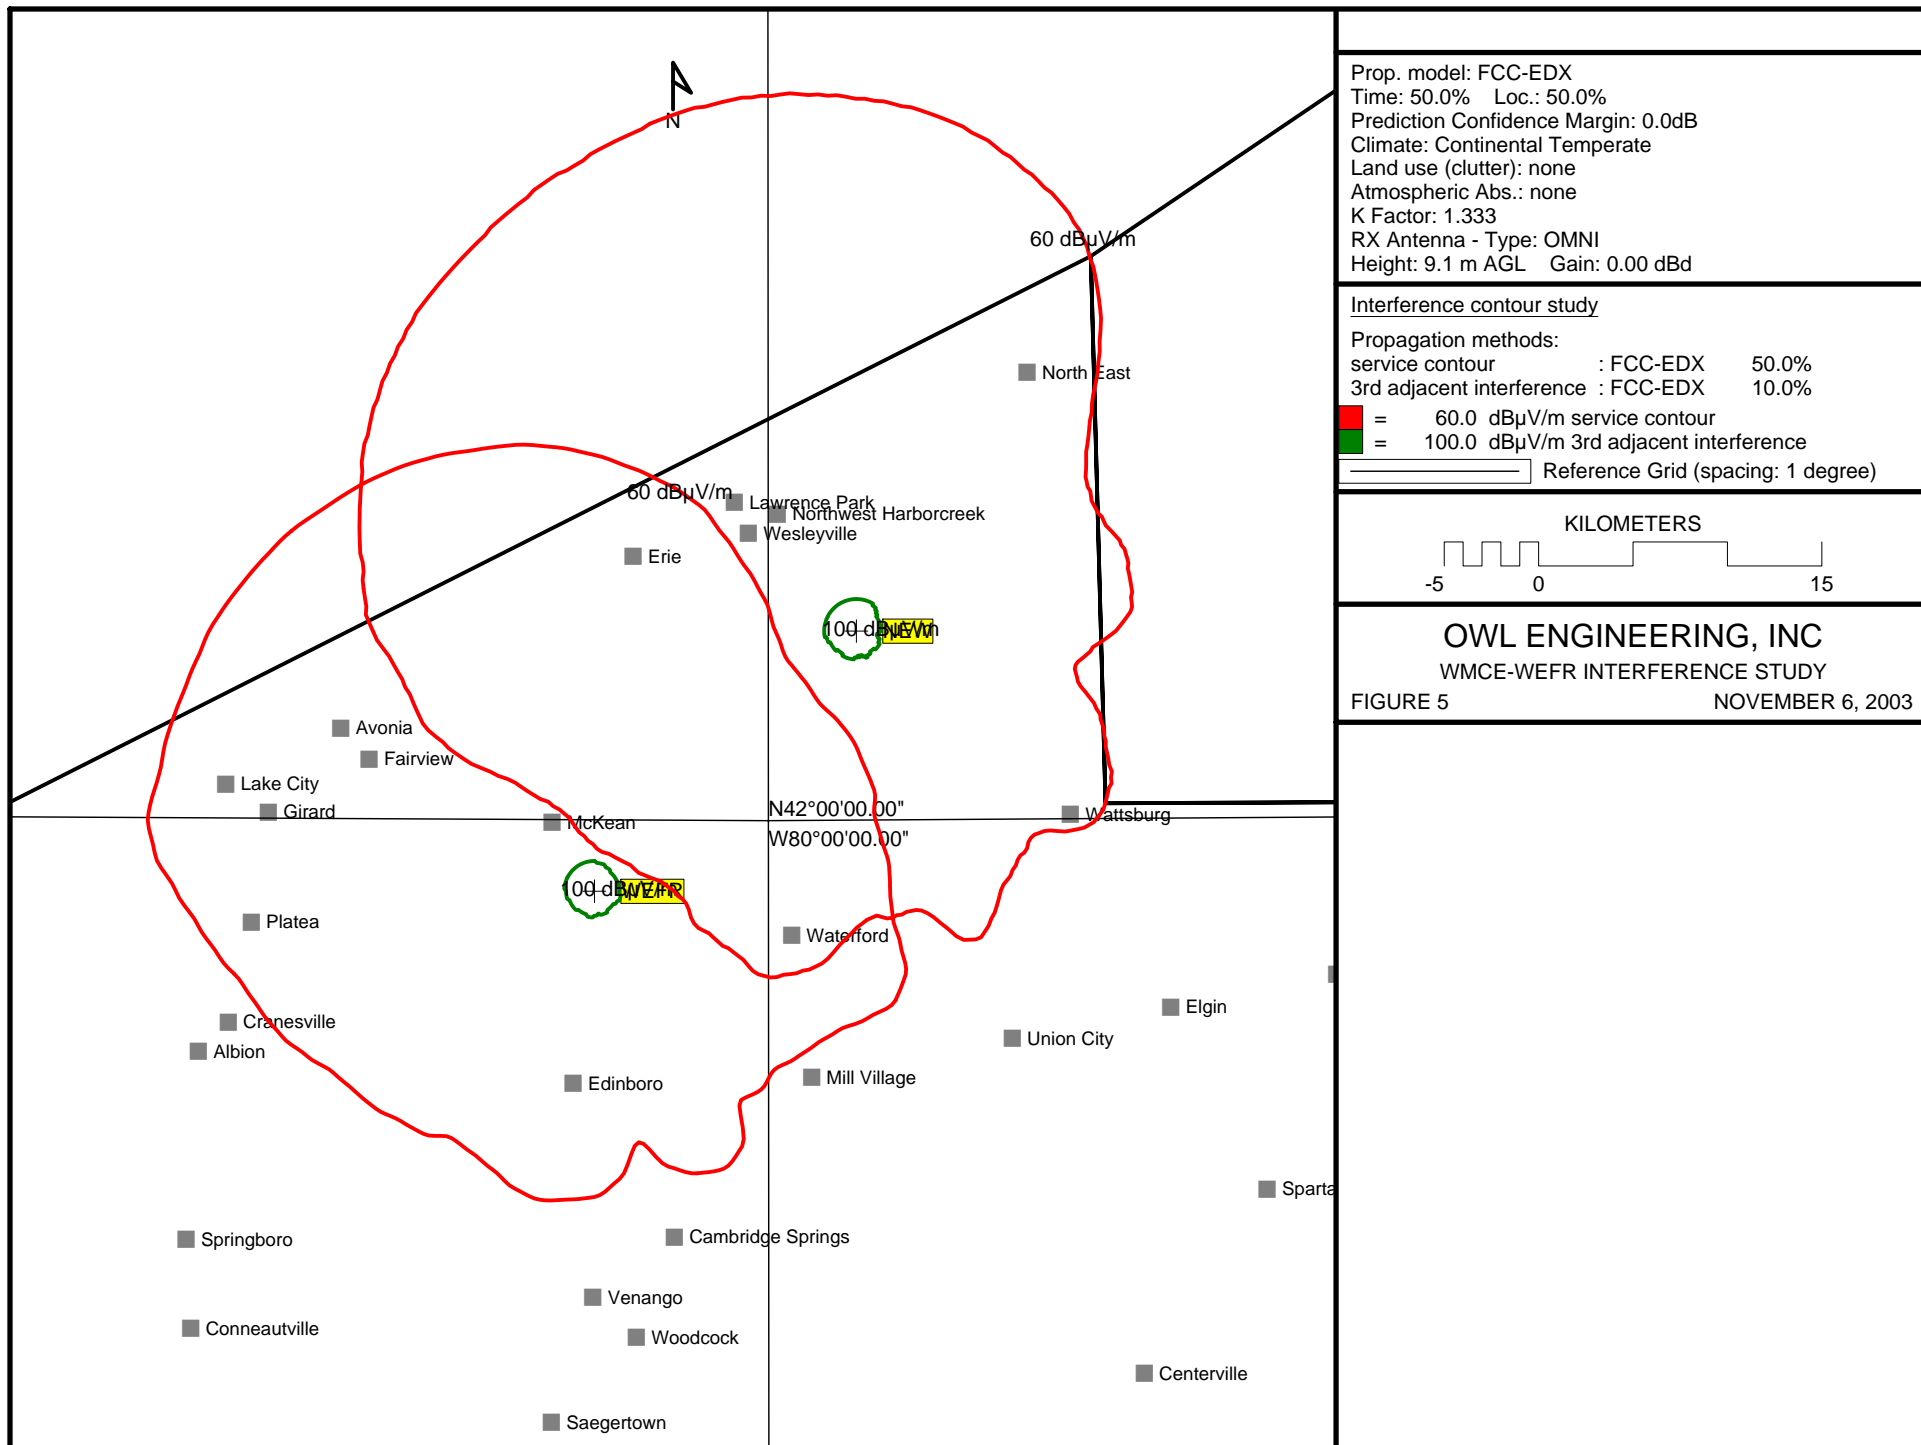 N
60 dBµV/m
North East
60 dBµV/m
Lawrence Park
Northwest Harborcreek
Wesleyville
Erie
100 dBµV/m
NEW
Avonia
Fairview
Lake City
Girard
McKean
N42°00'00.00"
W80°00'00.00"
Wattsburg
100 dBµV/m
WEFR
Platea
Waterford
Cranesville
Albion
Elgin
Union City
Edinboro
Mill Village
Sparta
Springboro
Cambridge Springs
Venango
Conneautville
Woodcock
Centerville
Saegertown
Prop. model: FCC-EDX
Time: 50.0% Loc.: 50.0%
Prediction Confidence Margin: 0.0dB
Climate: Continental Temperate
Land use (clutter): none
Atmospheric Abs.: none
K Factor: 1.333
RX Antenna - Type: OMNI
Height: 9.1 m AGL Gain: 0.00 dBd
Interference contour study
Propagation methods:
service contour : FCC-EDX 50.0%
3rd adjacent interference : FCC-EDX 10.0%
= 60.0 dBµV/m service contour
= 100.0 dBµV/m 3rd adjacent interference
Reference Grid (spacing: 1 degree)
KILOMETERS
-5 0 15
OWL ENGINEERING, INC
WMCE-WEFR INTERFERENCE STUDY
FIGURE 5 NOVEMBER 6, 2003